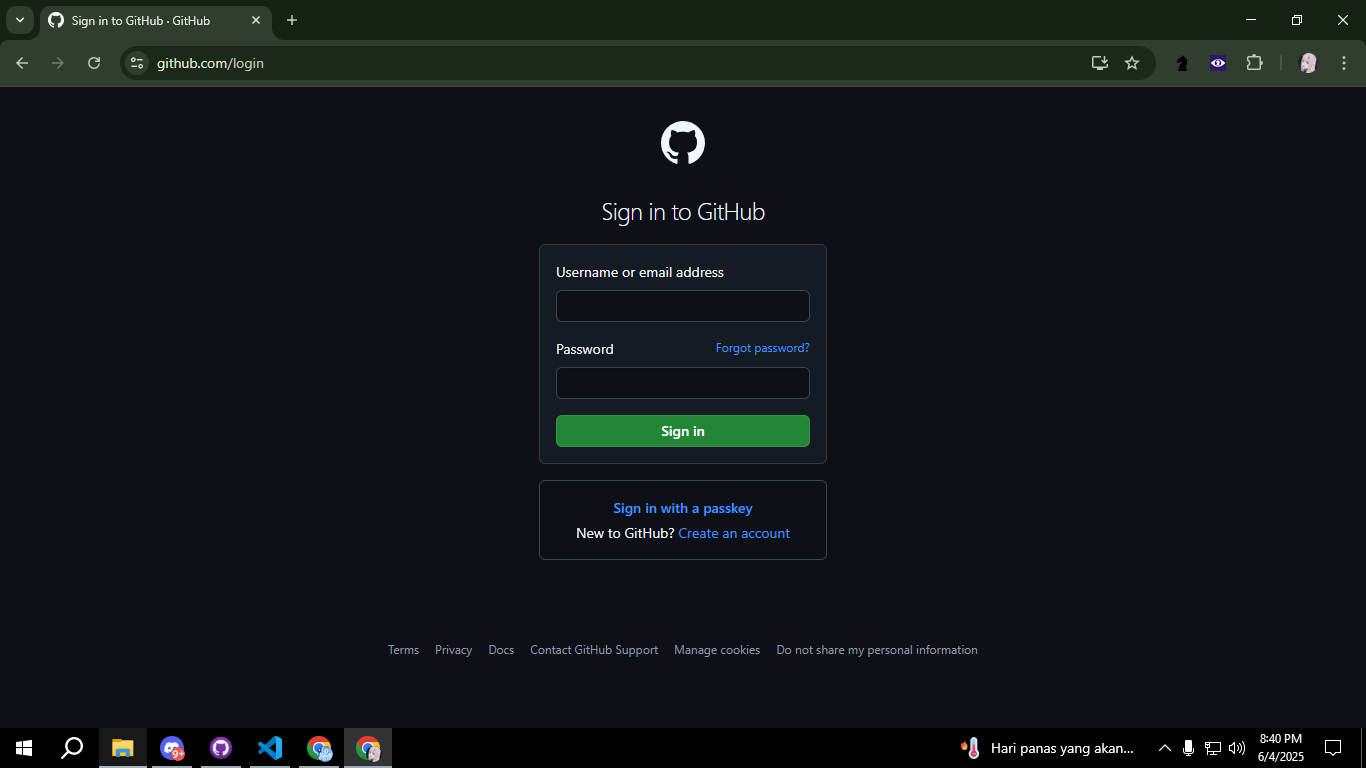 Sign in to GitHub · GitHub
github.com/login
Sign in to GitHub
Username or email address
Password Forgot password?
Sign in
Sign in with a passkey
New to GitHub? Create an account
Terms Privacy Docs Contact GitHub Support Manage cookies Do not share my personal information
9+
Hari panas yang akan...
8:40 PM
6/4/2025